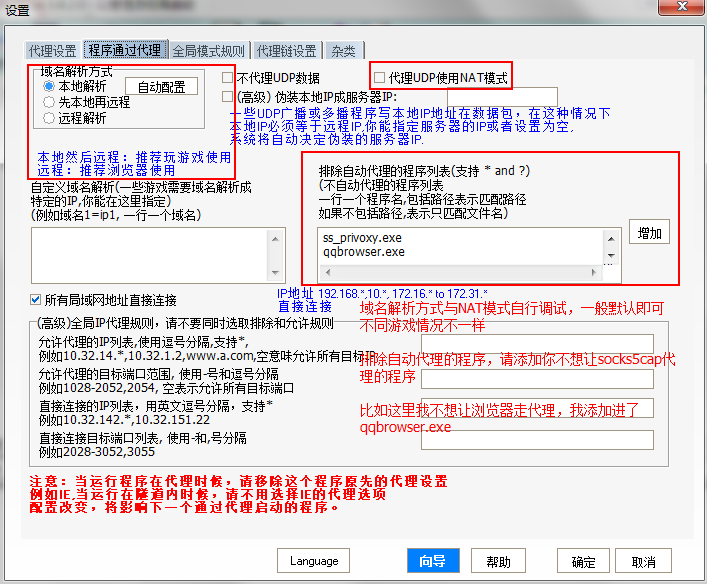 设置
代理设置
程序通过代理
全局模式规则
代理链设置
杂类
域名解析方式
本地解析
自动配置
先本地再远程
远程解析
本地然后远程：推荐玩游戏使用
远程：推荐浏览器使用
不代理UDP数据
代理UDP使用NAT模式
(高级) 伪装本地IP成服务器IP:
一些UDP广播或多播程序写本地IP地址在数据包，在这种情况下
本地IP必须等于远程IP,你能指定服务器的IP或者设置为空,
系统将自动决定伪装的服务器IP.
自定义域名解析(一些游戏需要域名解析成
特定的IP,你能在这里指定)
(例如域名1=ip1, 一行一个域名)
排除自动代理的程序列表(支持 * and ?)
(不自动代理的程序列表
一行一个程序名,包括路径表示匹配路径
如果不包括路径,表示只匹配文件名)
ss_privoxy.exe
qqbrowser.exe
增加
所有局域网地址直接连接
IP地址 192.168.*,10.*, 172.16.* to 172.31.*
直接连接
域名解析方式与NAT模式自行调试，一般默认即可
不同游戏情况不一样
(高级)全局IP代理规则，请不要同时选取排除和允许规则
允许代理的IP列表,使用逗号分隔,支持*,
例如10.32.14.*,10.32.1.2,www.a.com,空意味允许所有目标IP
排除自动代理的程序，请添加你不想让socks5cap代
理的程序
允许代理的目标端口范围, 使用-号和逗号分隔
例如1028-2052,2054, 空表示允许所有目标端口
直接连接的IP列表，用英文逗号分隔，支持*
例如10.32.142.*,10.32.151.22
比如这里我不想让浏览器走代理，我添加进了
qqbrowser.exe
直接连接目标端口列表, 使用-和,号分隔
例如2028-3052,3055
注意：当运行程序在代理时候，请移除这个程序原先的代理设置
例如IE,当运行在隧道内时候，请不用选择IE的代理选项
配置改变，将影响下一个通过代理启动的程序。
Language
向导
帮助
确定
取消